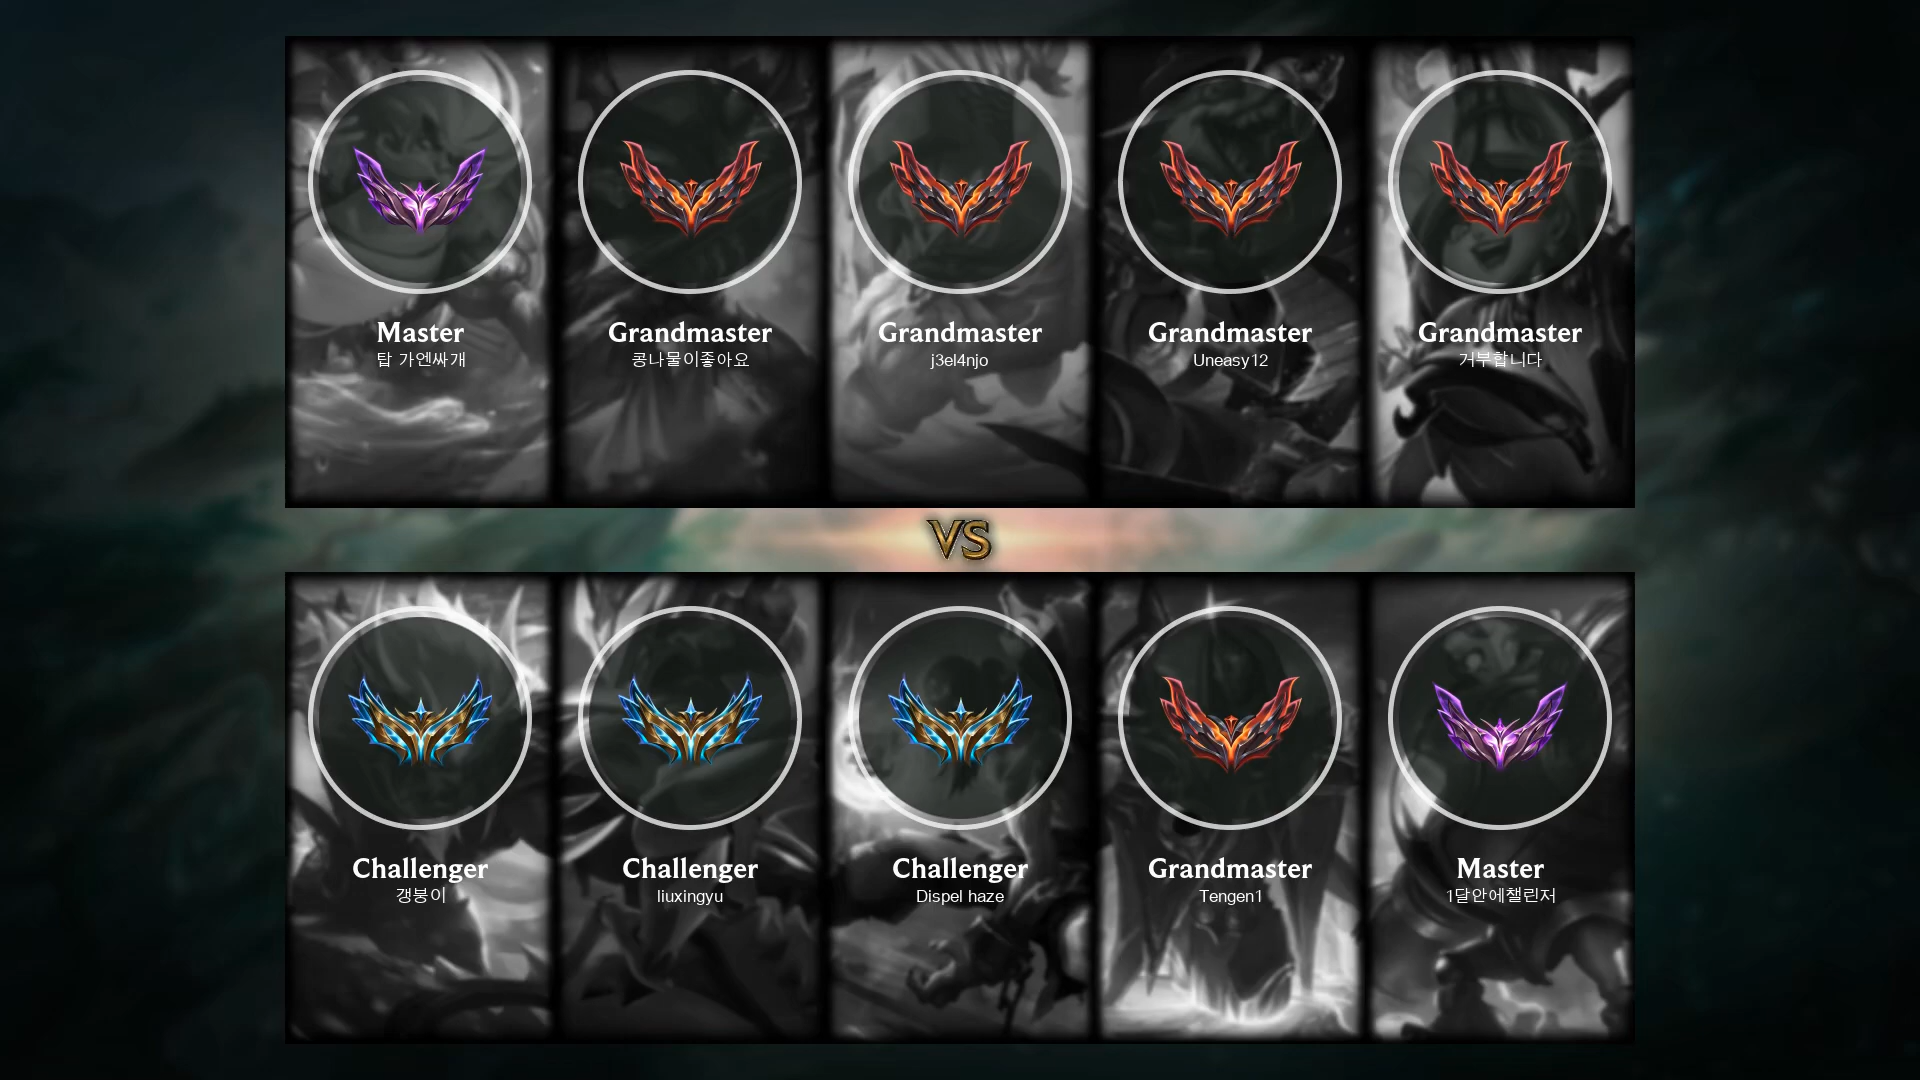 Master
탑 가엔싸개
Grandmaster
콩나물이좋아요
Grandmaster
j3el4njo
Grandmaster
Uneasy12
Grandmaster
거부합니다
VS
Challenger
갱붕이
Challenger
liuxingyu
Challenger
Dispel haze
Grandmaster
Tengen1
Master
1달안에챌린저